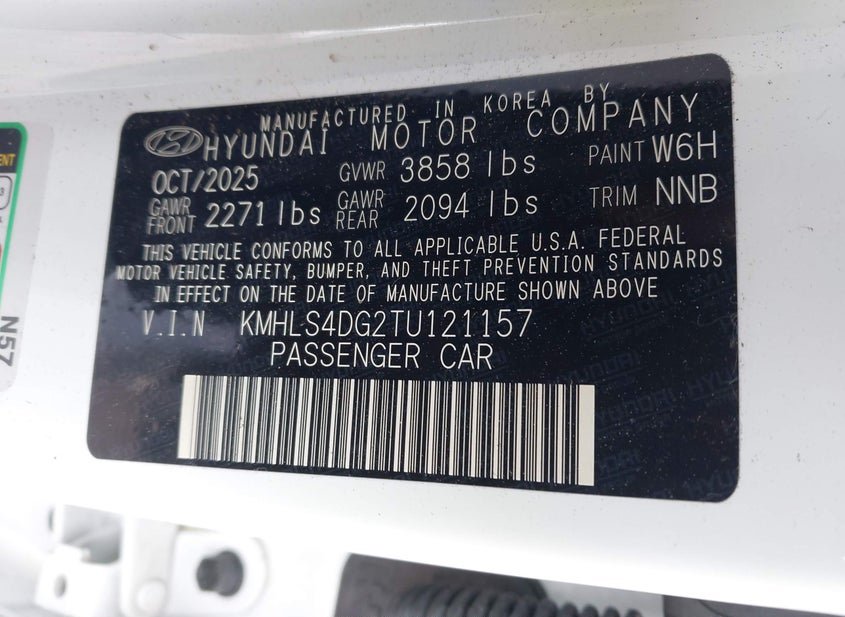 MANUFACTURED IN KOREA BY
HYUNDAI MOTOR COMPANY
OCT/2025 GVWR 3858 lbs PAINT W6H
GAWR FRONT 2271 lbs GAWR REAR 2094 lbs TRIM NNB
THIS VEHICLE CONFORMS TO ALL APPLICABLE U.S.A. FEDERAL
MOTOR VEHICLE SAFETY, BUMPER, AND THEFT PREVENTION STANDARDS
IN EFFECT ON THE DATE OF MANUFACTURE SHOWN ABOVE
V.I.N KMHLS4DG2TU121157
PASSENGER CAR
N57